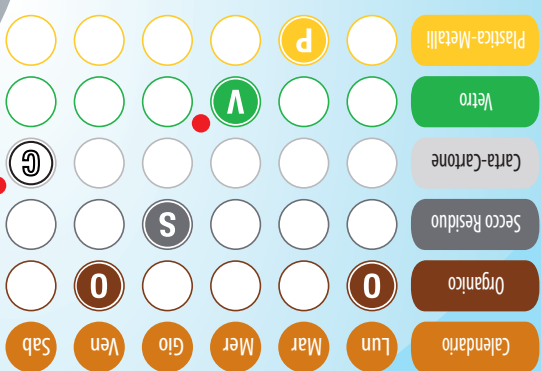 Calendario Lun Mar Mer Gio Ven Sab
Organico O O
Secco Residuo S
Carta-Cartone C
Vetro V
Plastica-Metalli P